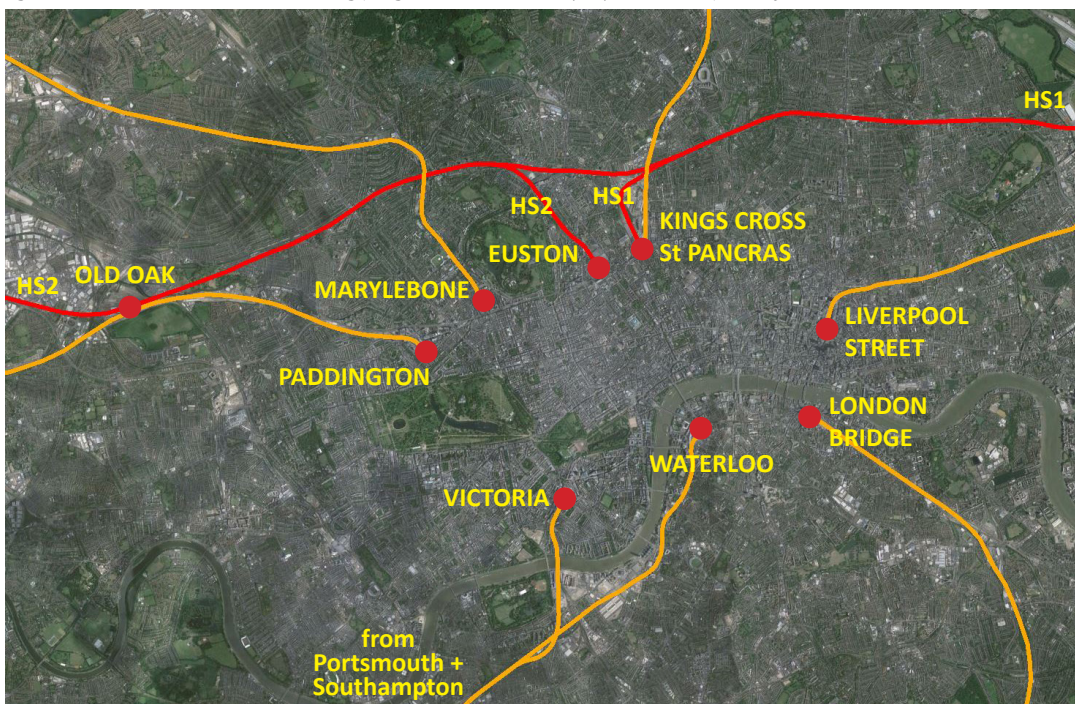 HS1
HS2
HS1
KINGS CROSS
St PANCRAS
EUSTON
OLD OAK
HS2
MARYLEBONE
LIVERPOOL
STREET
PADDINGTON
LONDON
BRIDGE
WATERLOO
VICTORIA
from
Portsmouth +
Southampton